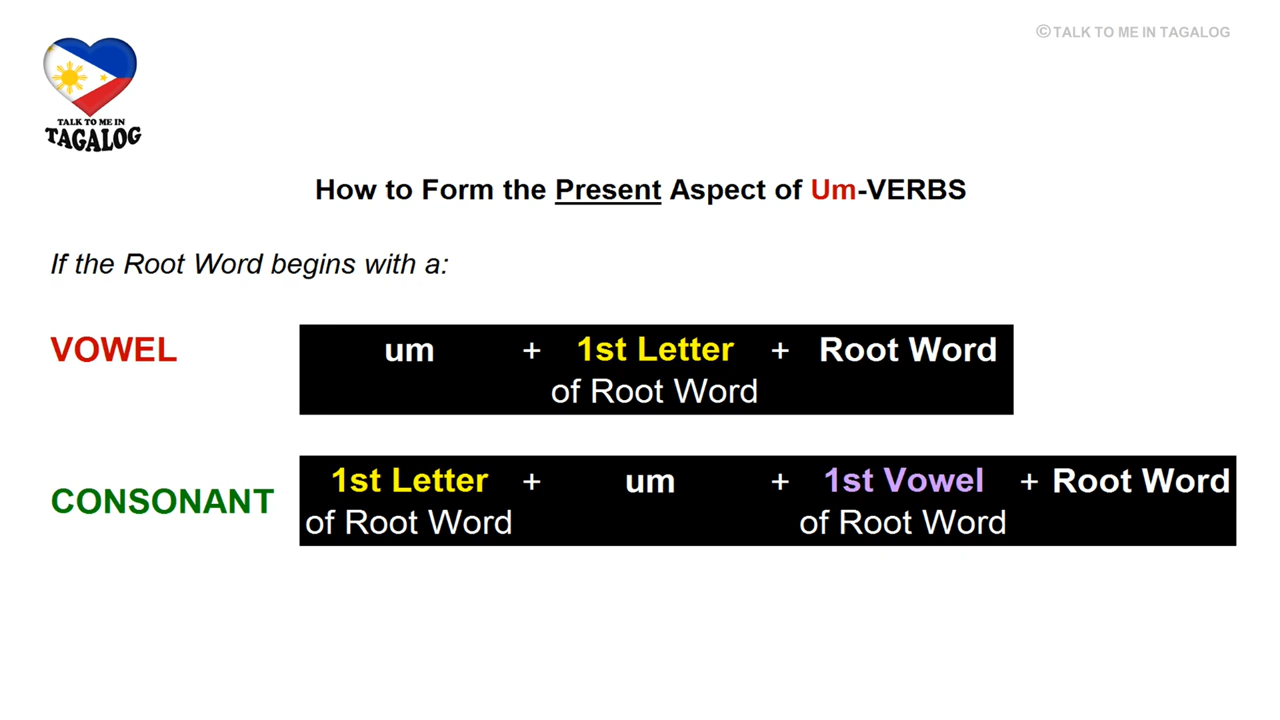 ©TALK TO ME IN TAGALOG
TALK TO ME IN
TAGALOG
How to Form the Present Aspect of Um-VERBS
If the Root Word begins with a:
VOWEL um + 1st Letter + Root Word
of Root Word
CONSONANT 1st Letter + um + 1st Vowel + Root Word
of Root Word of Root Word